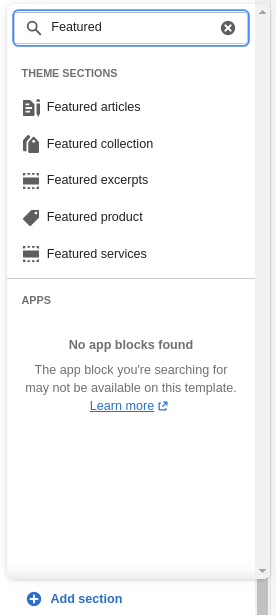 Featured
THEME SECTIONS
Featured articles
Featured collection
Featured excerpts
Featured product
Featured services
APPS
No app blocks found
The app block you're searching for
may not be available on this template.
Learn more
Add section